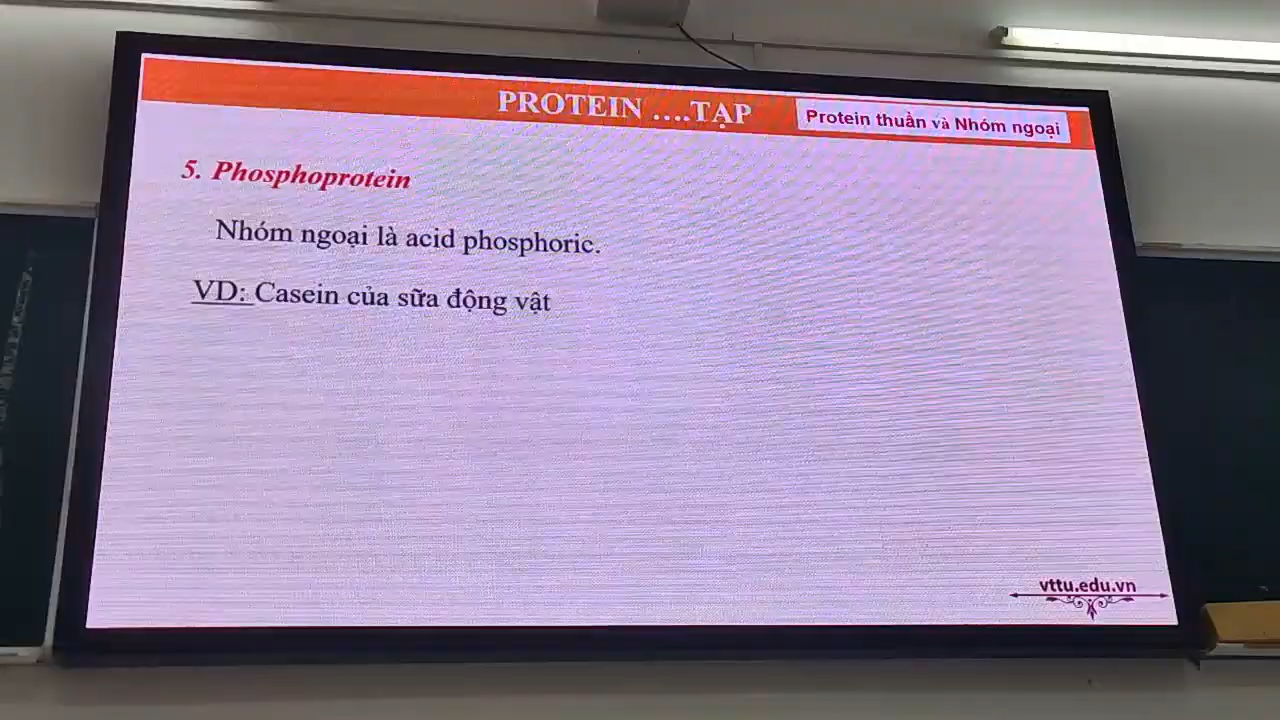 PROTEIN ....TẠP
Protein thuần và Nhóm ngoại
5. Phosphoprotein
Nhóm ngoại là acid phosphoric.
VD: Casein của sữa động vật
vttu.edu.vn